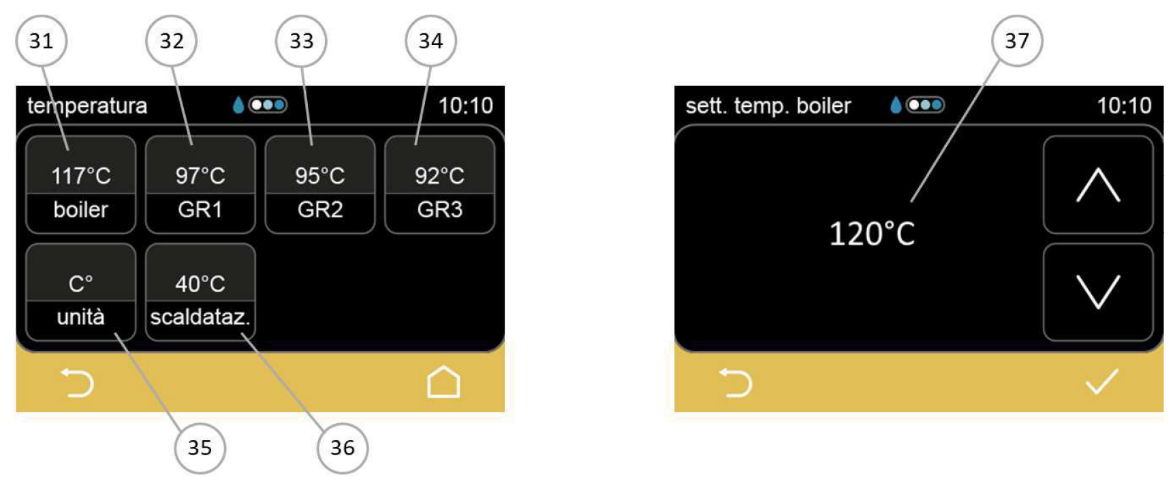 31 32 33 34
temperatura 10:10
117°C 97°C 95°C 92°C
boiler GR1 GR2 GR3
C° 40°C
unità scaldataz.
35 36
37
sett. temp. boiler 10:10
120°C